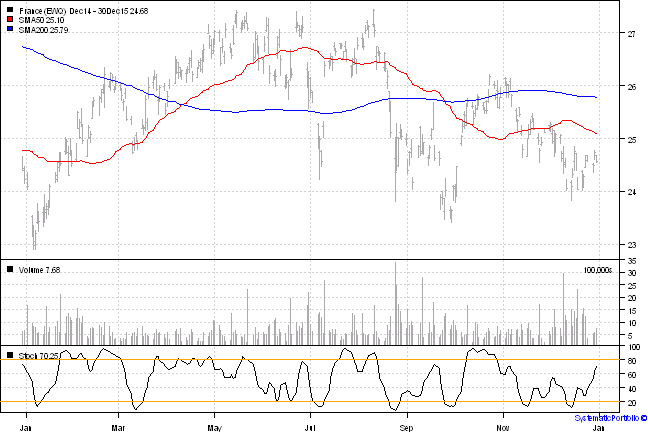 France (EWQ) Dec14 - 30Dec15 24.68
SMA50 25.10
SMA200 25.79
27
26
25
24
23
Volume 7.68
100,000s
35
30
25
20
15
10
5
Stoch 70.25
100
80
60
40
20
Jan
Mar
May
Jul
Sep
Nov
Jan
SystematicPortfolio ©